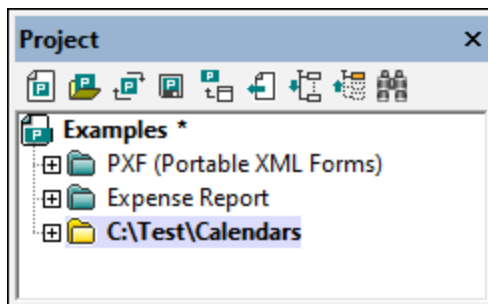 Project
Examples *
PXF (Portable XML Forms)
Expense Report
C:\Test\Calendars